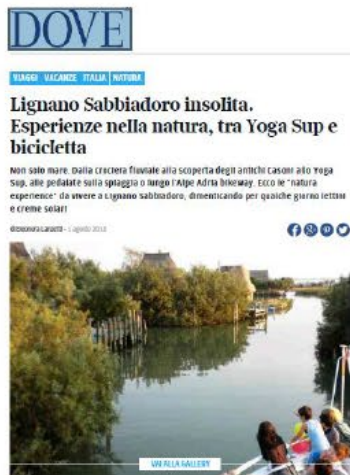 DOVE
VIAGGI VACANZE ITALIA NATURA
Lignano Sabbiadoro insolita.
Esperienze nella natura, tra Yoga Sup e
bicicletta
Non solo mare. Dalla crociera fluviale alla scoperta degli antichi Casoni allo Yoga
Sup, alle pedalate sulla spiaggia o lungo l'Alpe Adria bikeway. Ecco le "natura
experience" da vivere a Lignano Sabbiadoro, dimenticando per qualche giorno lettini
e creme solari
agosto
VAI ALLA GALLERY